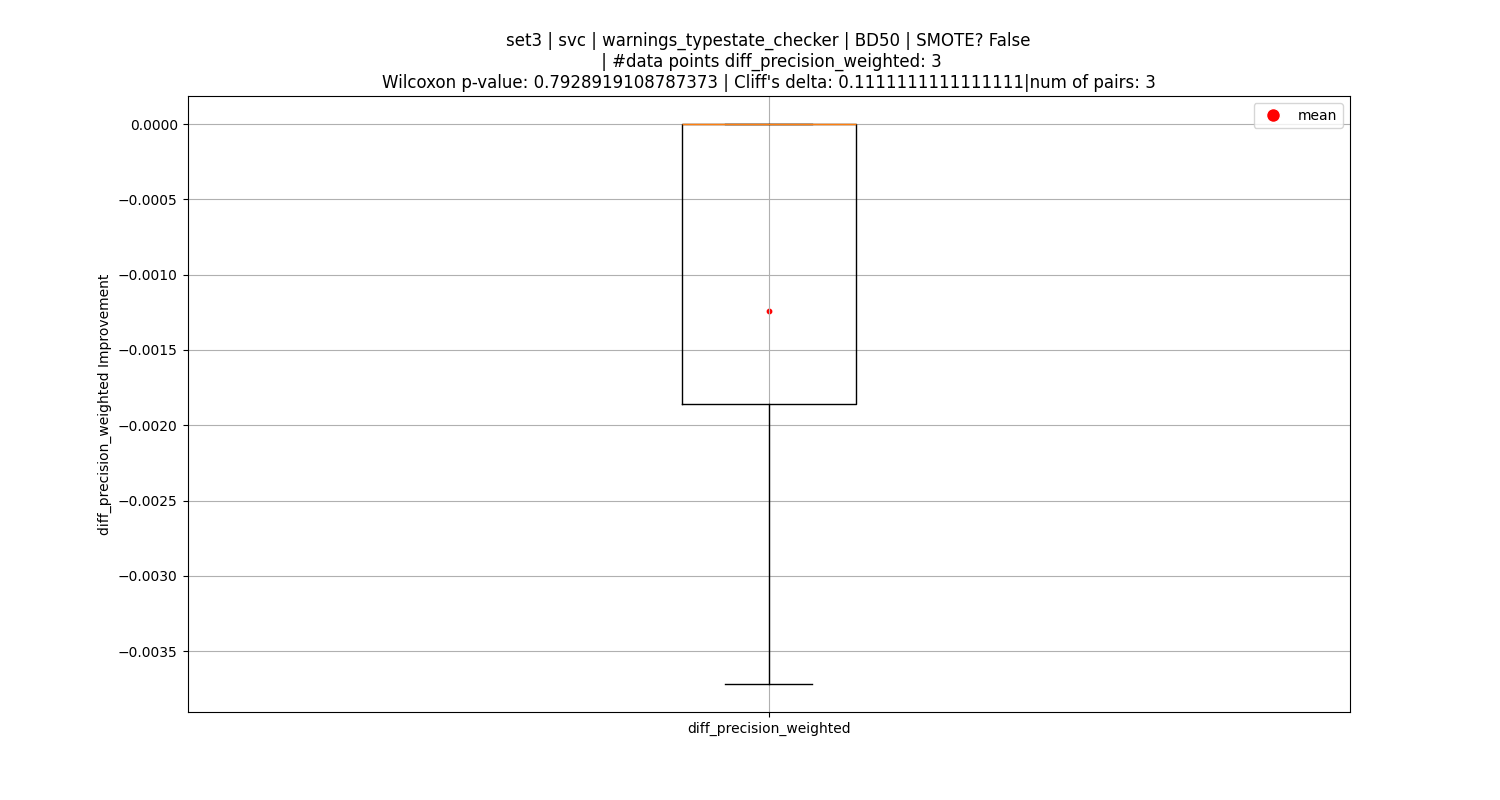 set3 | svc | warnings_typestate_checker | BD50 | SMOTE? False
| #data points diff_precision_weighted: 3
Wilcoxon p-value: 0.7928919108787373 | Cliff's delta: 0.1111111111111111|num of pairs: 3
mean
0.0000
−0.0005
−0.0010
−0.0015
−0.0020
−0.0025
−0.0030
−0.0035
diff_precision_weighted Improvement
diff_precision_weighted